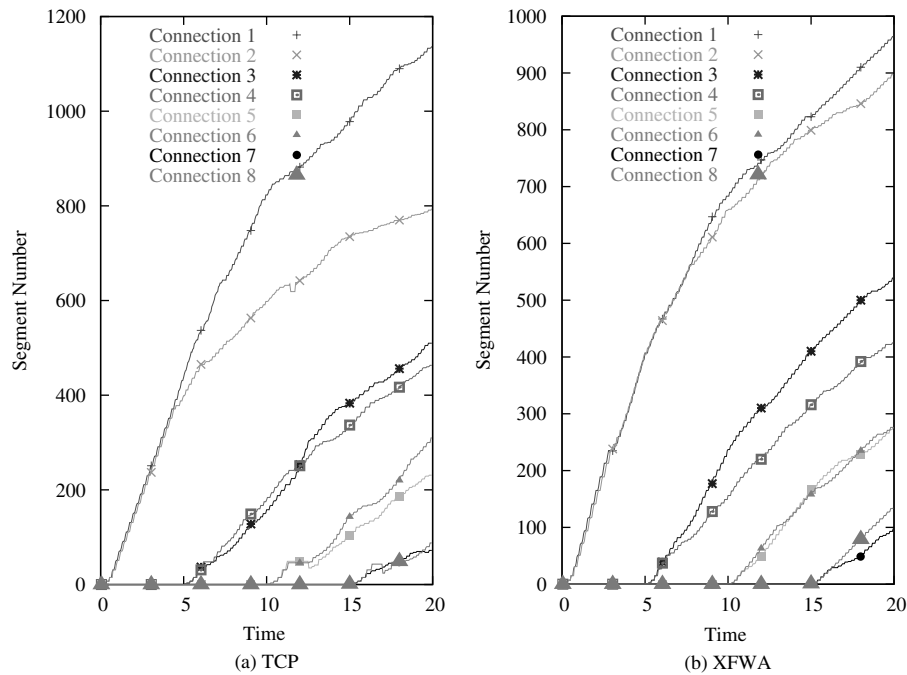 1200
1000
800
600
400
200
0
Segment Number
Connection 1
Connection 2
Connection 3
Connection 4
Connection 5
Connection 6
Connection 7
Connection 8
0 5 10 15 20
Time
(a) TCP
1000
900
800
700
600
500
400
300
200
100
0
Segment Number
Connection 1
Connection 2
Connection 3
Connection 4
Connection 5
Connection 6
Connection 7
Connection 8
0 5 10 15 20
Time
(b) XFWA